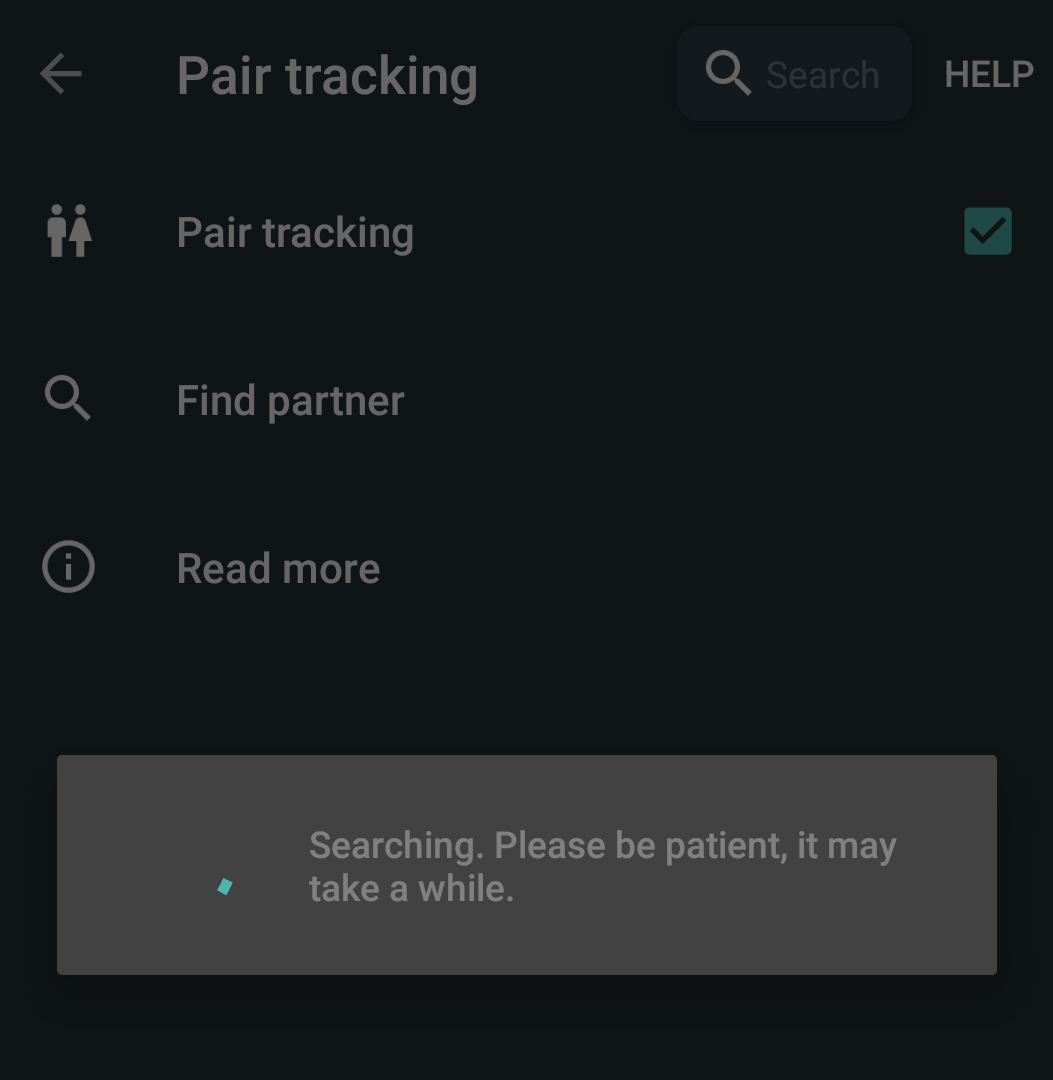 Pair tracking
Search
HELP
Pair tracking
Find partner
Read more
Searching. Please be patient, it may
take a while.